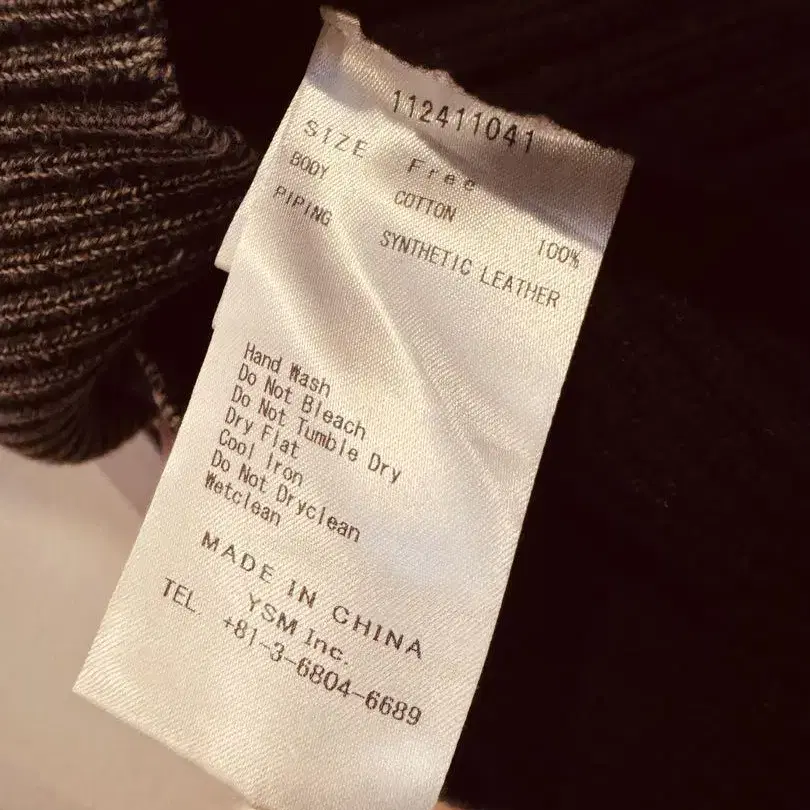 112411041
SIZE Free
BODY COTTON 100%
PIPING SYNTHETIC LEATHER
Hand Wash
Do Not Bleach
Do Not Tumble Dry
Dry Flat
Cool Iron
Do Not Dryclean
Wetclean
MADE IN CHINA
YSM Inc.
TEL. +81-3-6804-6689